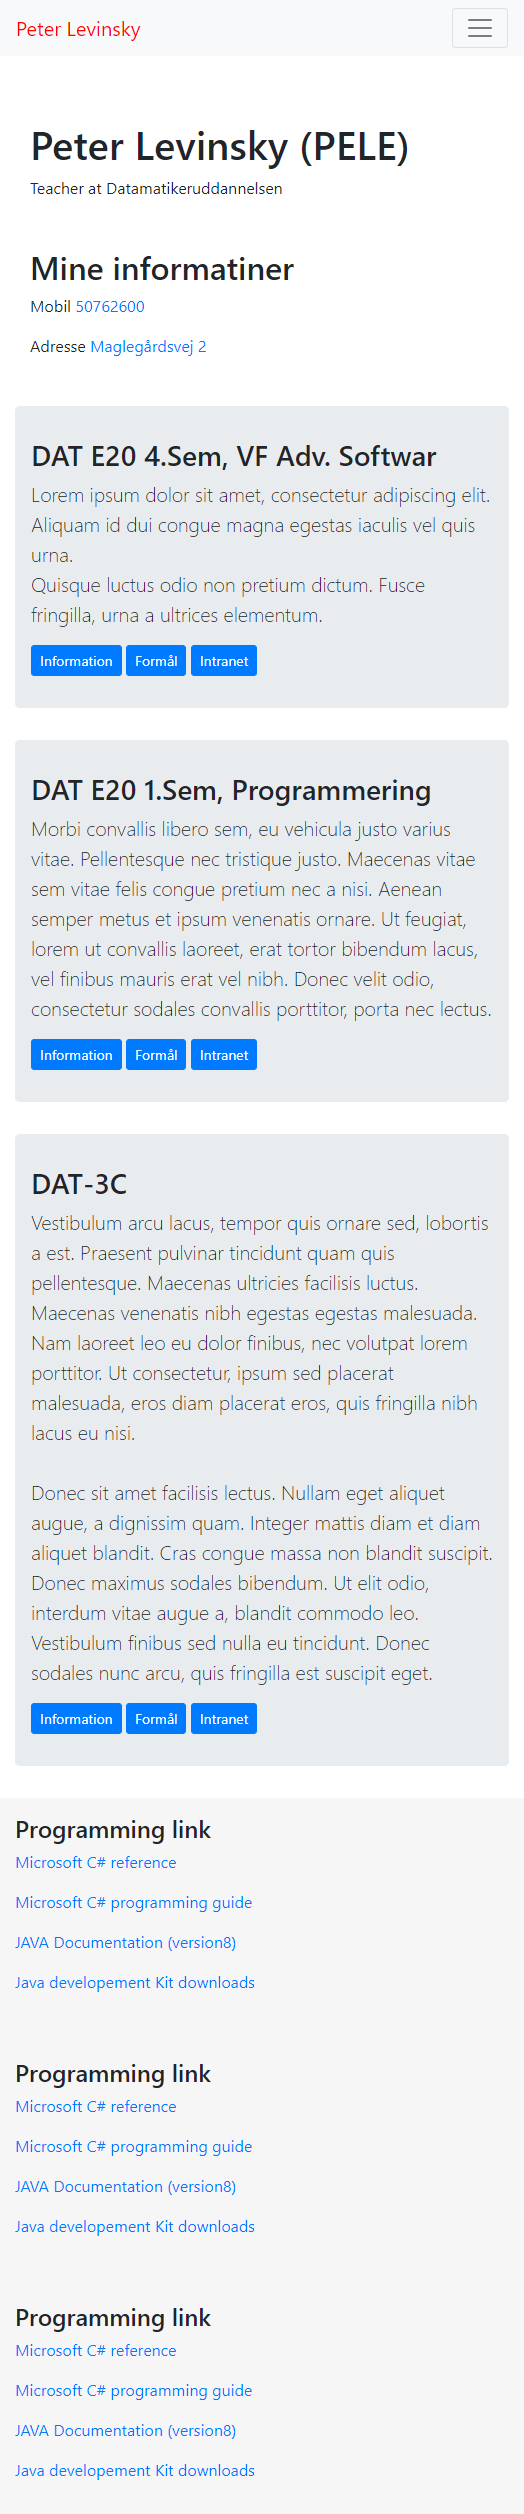 Peter Levinsky
Peter Levinsky (PELE)
Teacher at Datamatikeruddannelsen
Mine informatiner
Mobil 50762600
Adresse Maglegårdsvej 2
DAT E20 4.Sem, VF Adv. Softwar
Lorem ipsum dolor sit amet, consectetur adipiscing elit.
Aliquam id dui congue magna egestas iaculis vel quis
urna.
Quisque luctus odio non pretium dictum. Fusce
fringilla, urna a ultrices elementum.
Information Formål Intranet
DAT E20 1.Sem, Programmering
Morbi convallis libero sem, eu vehicula justo varius
vitae. Pellentesque nec tristique justo. Maecenas vitae
sem vitae felis congue pretium nec a nisi. Aenean
semper metus et ipsum venenatis ornare. Ut feugiat,
lorem ut convallis laoreet, erat tortor bibendum lacus,
vel finibus mauris erat vel nibh. Donec velit odio,
consectetur sodales convallis porttitor, porta nec lectus.
Information Formål Intranet
DAT-3C
Vestibulum arcu lacus, tempor quis ornare sed, lobortis
a est. Praesent pulvinar tincidunt quam quis
pellentesque. Maecenas ultricies facilisis luctus.
Maecenas venenatis nibh egestas egestas malesuada.
Nam laoreet leo eu dolor finibus, nec volutpat lorem
porttitor. Ut consectetur, ipsum sed placerat
malesuada, eros diam placerat eros, quis fringilla nibh
lacus eu nisi.
Donec sit amet facilisis lectus. Nullam eget aliquet
augue, a dignissim quam. Integer mattis diam et diam
aliquet blandit. Cras congue massa non blandit suscipit.
Donec maximus sodales bibendum. Ut elit odio,
interdum vitae augue a, blandit commodo leo.
Vestibulum finibus sed nulla eu tincidunt. Donec
sodales nunc arcu, quis fringilla est suscipit eget.
Information Formål Intranet
Programming link
Microsoft C# reference
Microsoft C# programming guide
JAVA Documentation (version8)
Java developement Kit downloads
Programming link
Microsoft C# reference
Microsoft C# programming guide
JAVA Documentation (version8)
Java developement Kit downloads
Programming link
Microsoft C# reference
Microsoft C# programming guide
JAVA Documentation (version8)
Java developement Kit downloads